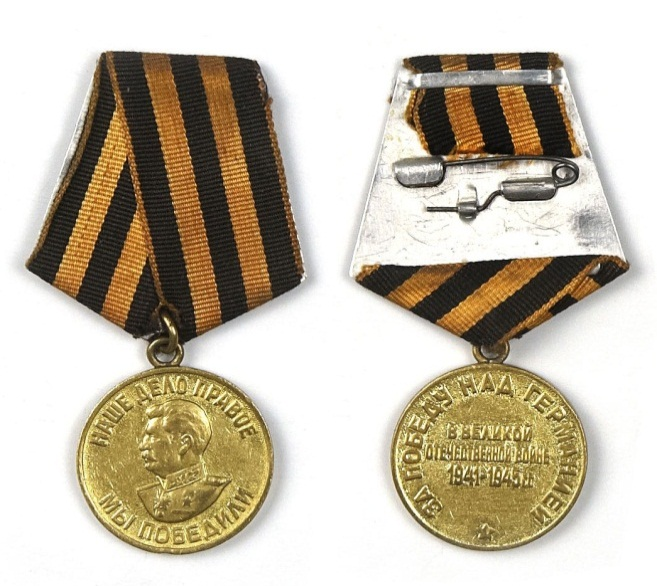 НАШЕ ДЕЛО ПРАВОЕ
МЫ ПОБЕДИЛИ
ЗА ПОБЕДУ НАД ГЕРМАНИЕЙ
В ВЕЛИКОЙ
ОТЕЧЕСТВЕННОЙ ВОЙНЕ
1941-1945 гг